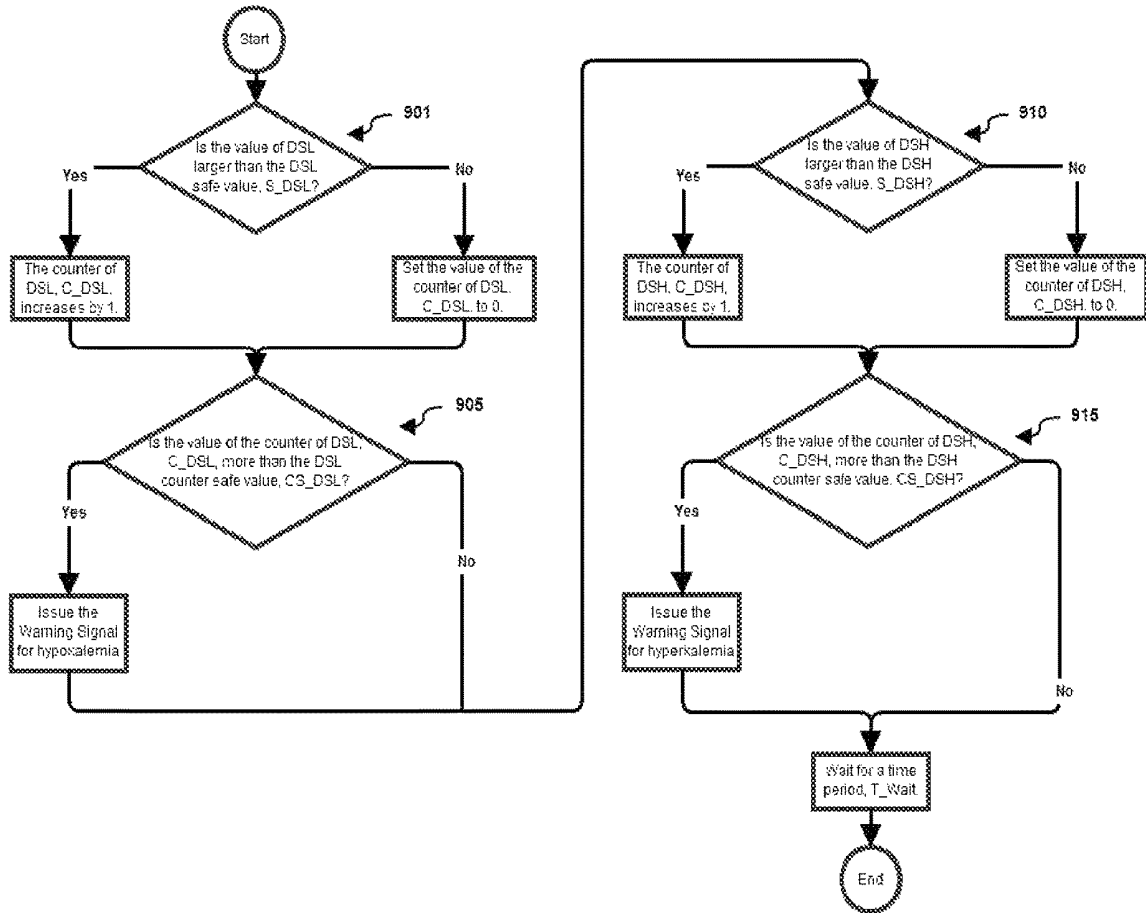 Start
901
Is the value of DSL
larger than the DSL
safe value, S_DSL?
Yes
No
The counter of
DSL, C_DSL,
increases by 1.
Set the value of the
counter of DSL,
C_DSL, to 0.
905
Is the value of the counter of DSL,
C_DSL, more than the DSL
counter safe value, CS_DSL?
Yes
No
Issue the
Warning Signal
for hypokalemia
910
Is the value of DSH
larger than the DSH
safe value, S_DSH?
Yes
No
The counter of
DSH, C_DSH,
increases by 1.
Set the value of the
counter of DSH,
C_DSH, to 0.
915
Is the value of the counter of DSH,
C_DSH, more than the DSH
counter safe value, CS_DSH?
Yes
No
Issue the
Warning Signal
for hyperkalemia
Wait for a time
period, T_Wait.
End